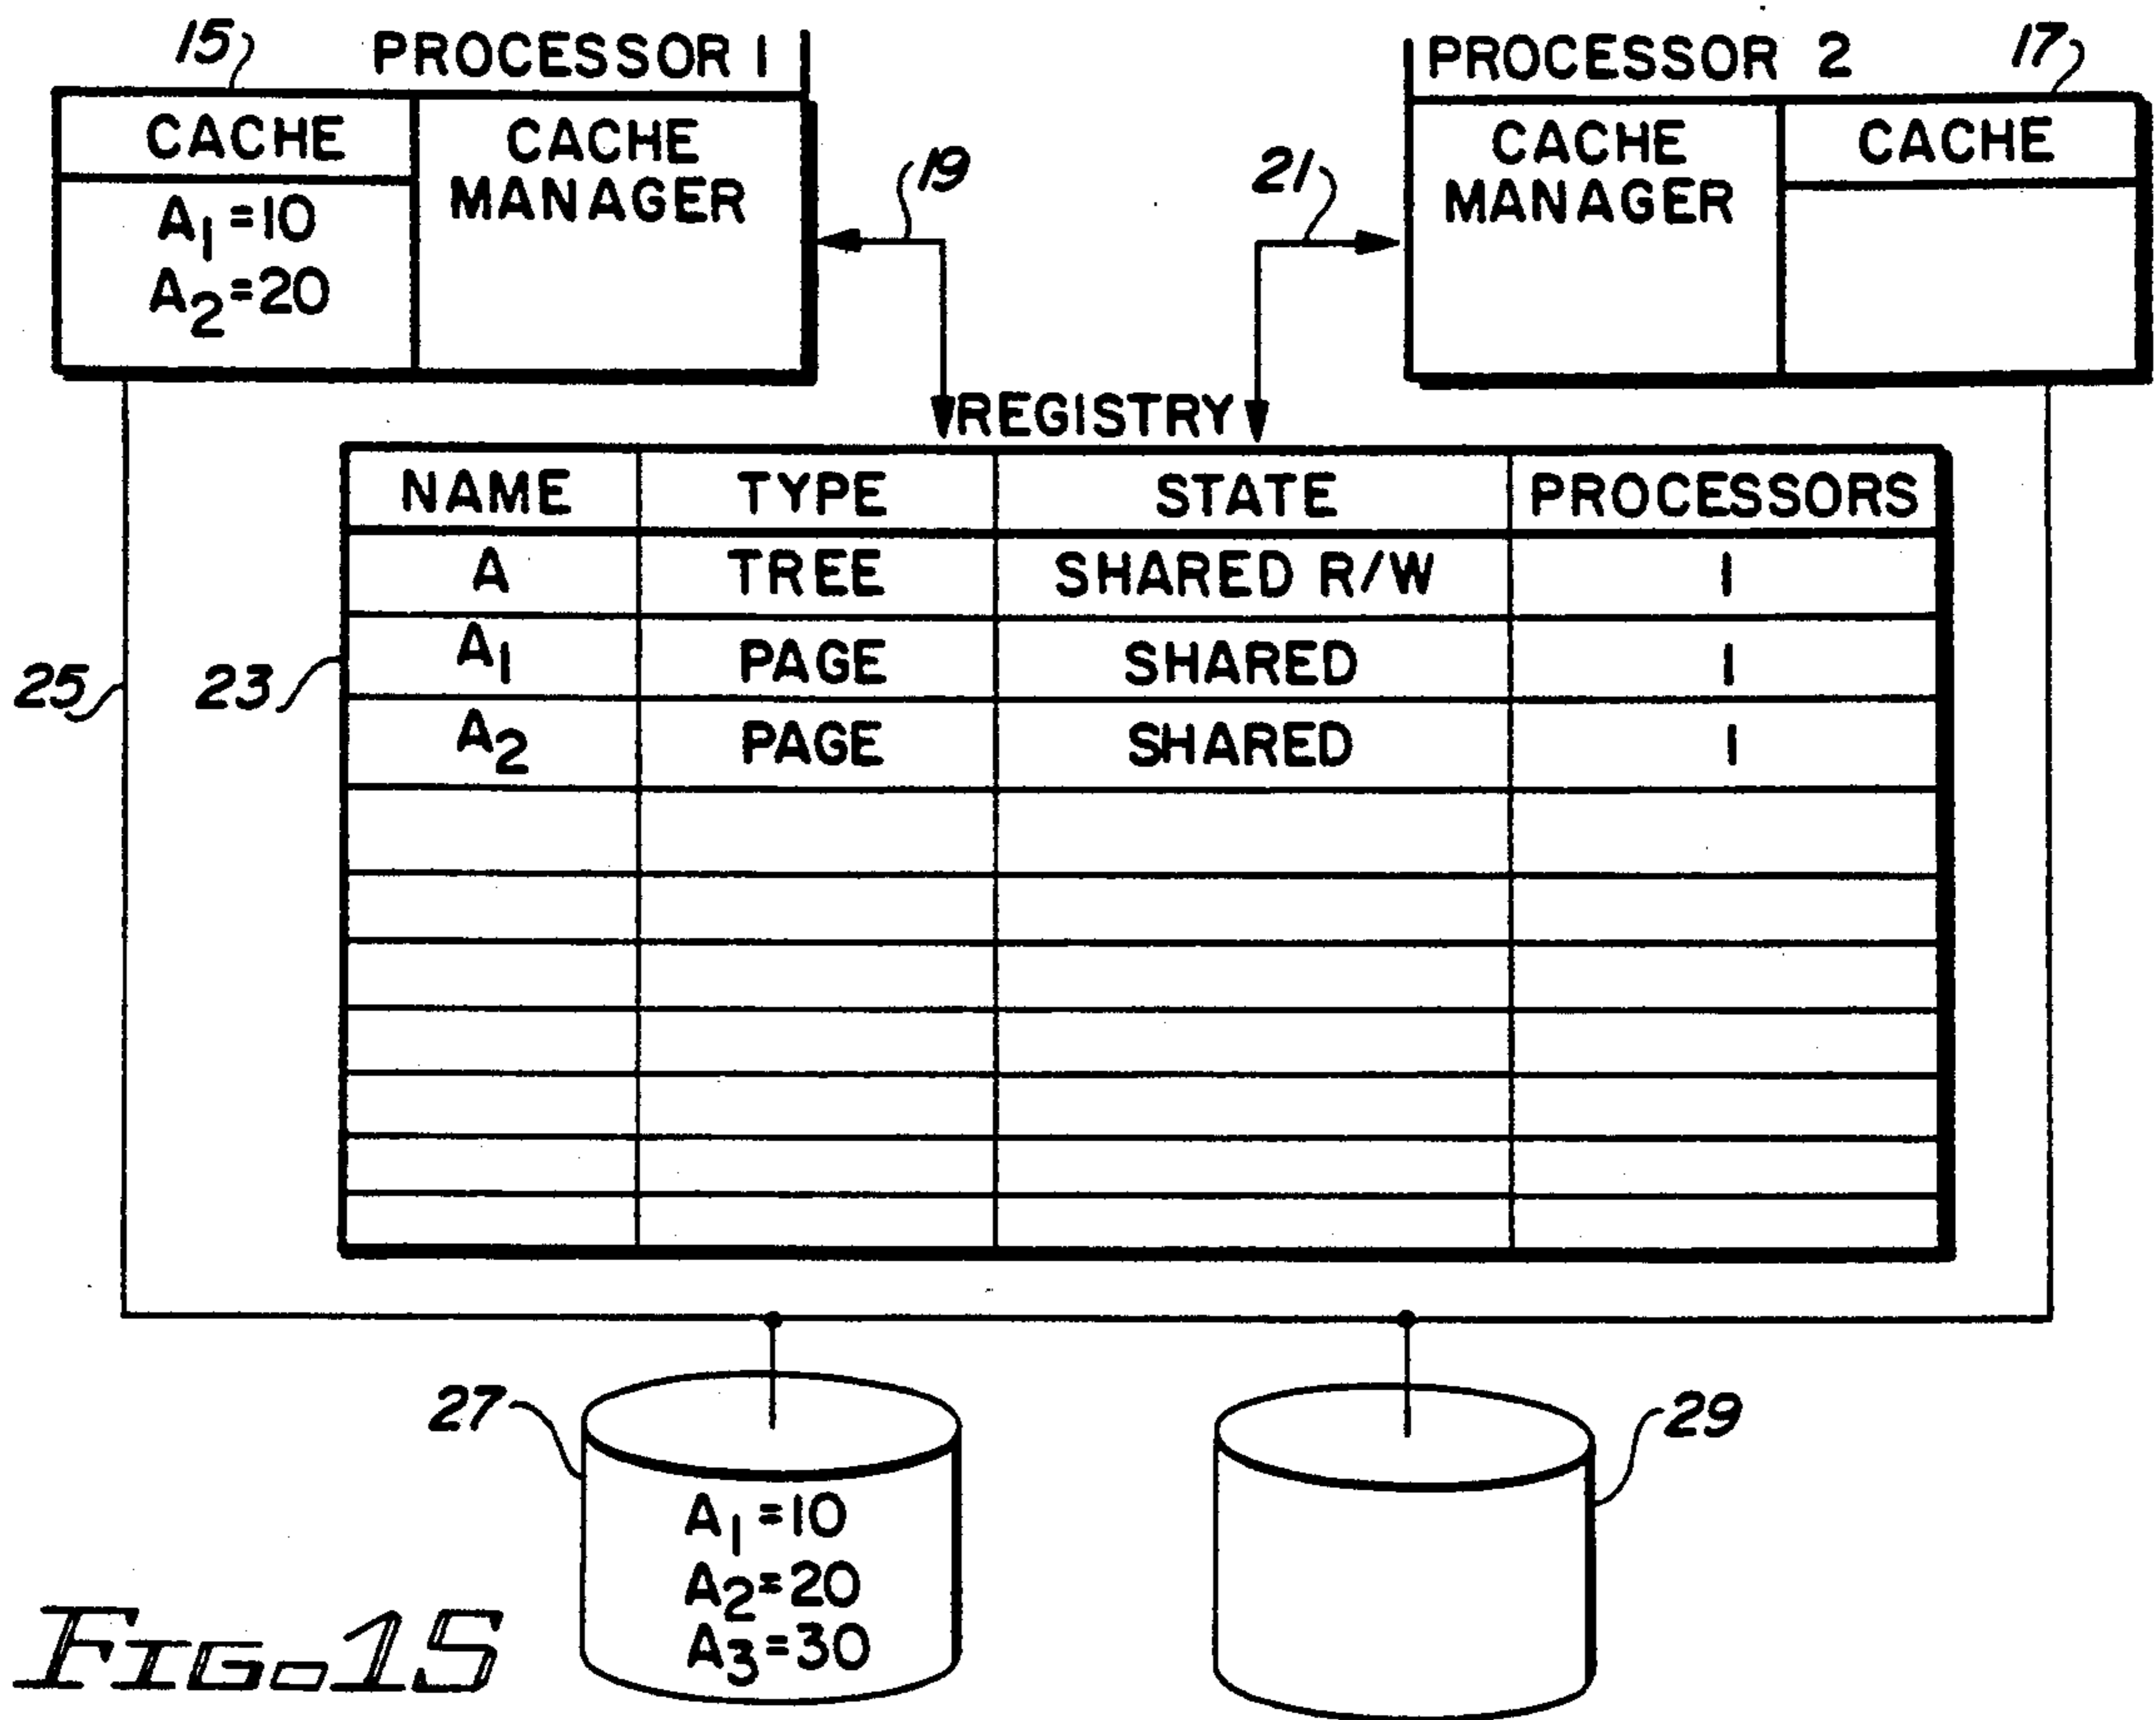 15 PROCESSOR 1 PROCESSOR 2 17
CACHE CACHE MANAGER CACHE MANAGER CACHE
A1=10
A2=20
19 21
REGISTRY
NAME TYPE STATE PROCESSORS
A TREE SHARED R/W 1
A1 PAGE SHARED 1
A2 PAGE SHARED 1
25 23
27 29
A1=10
A2=20
A3=30
FIG. 15